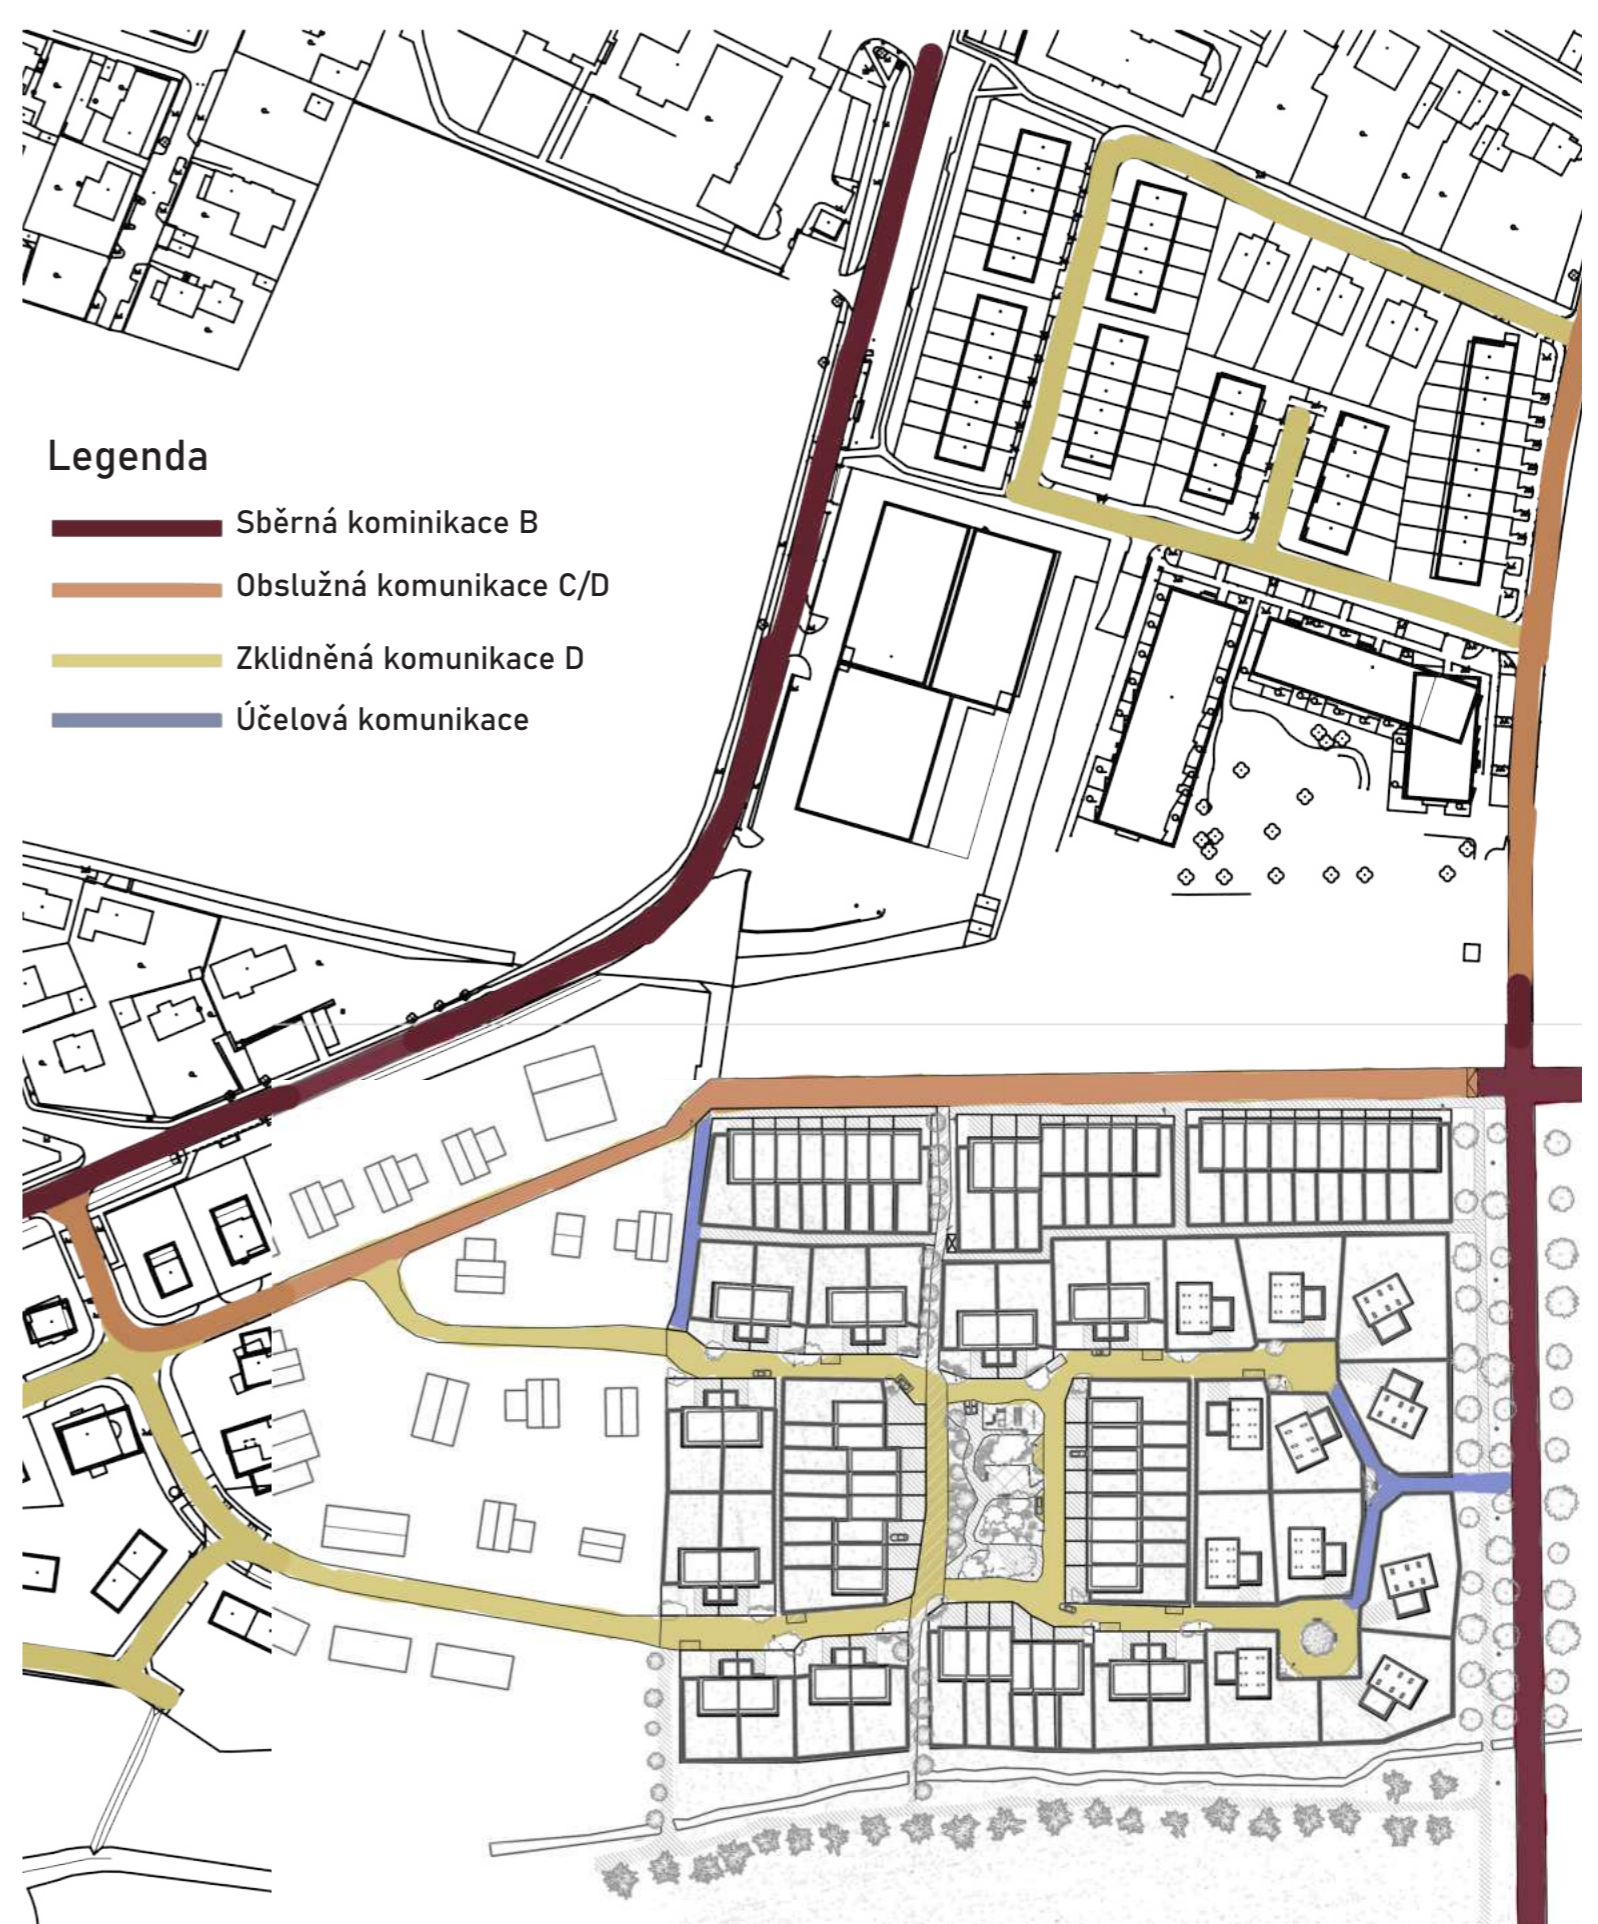 Legenda
Sběrná kominikace B
Obslužná komunikace C/D
Zklidněná komunikace D
Účelová komunikace